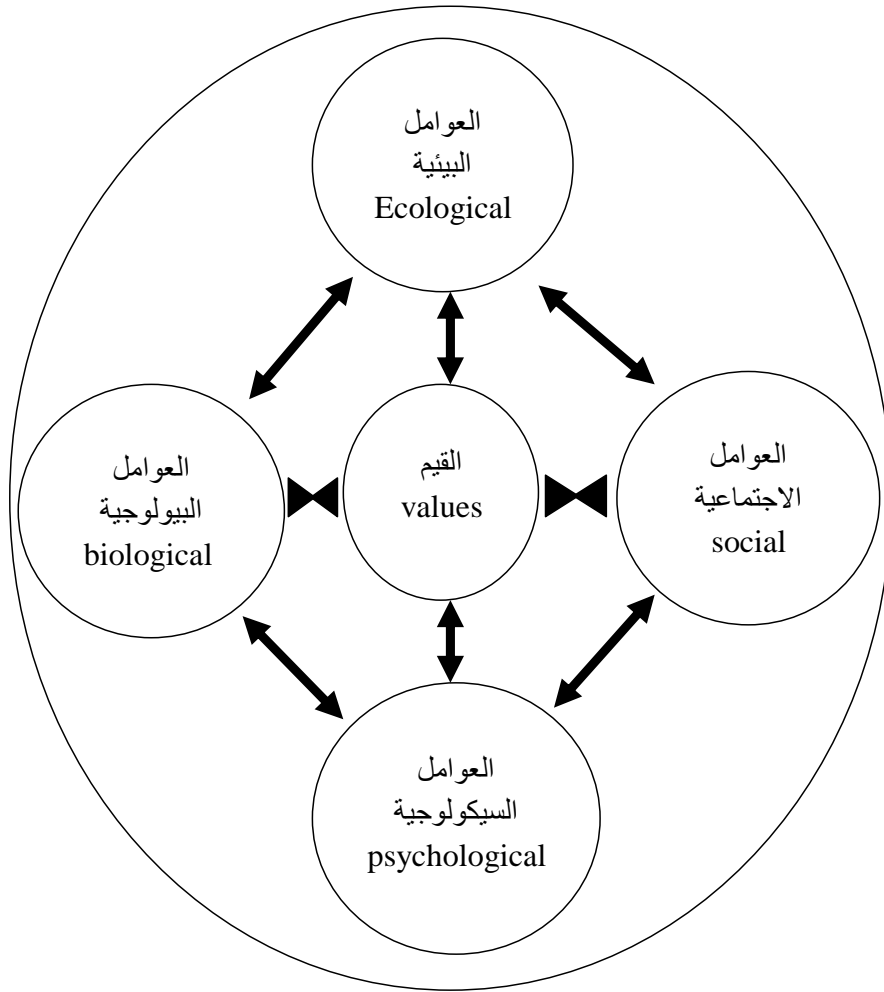 العوامل
البيئية
Ecological
العوامل
البيولوجية
biological
القيم
values
العوامل
الاجتماعية
social
العوامل
السيكولوجية
psychological